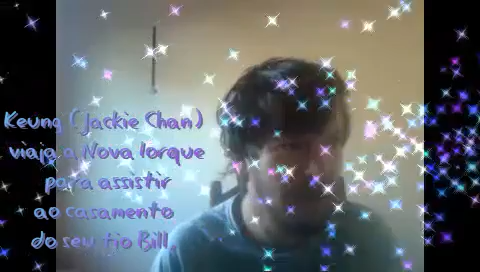 Keung (Jackie Chan)
viaja a Nova Iorque
para assistir
ao casamento
do seu tio Bill.